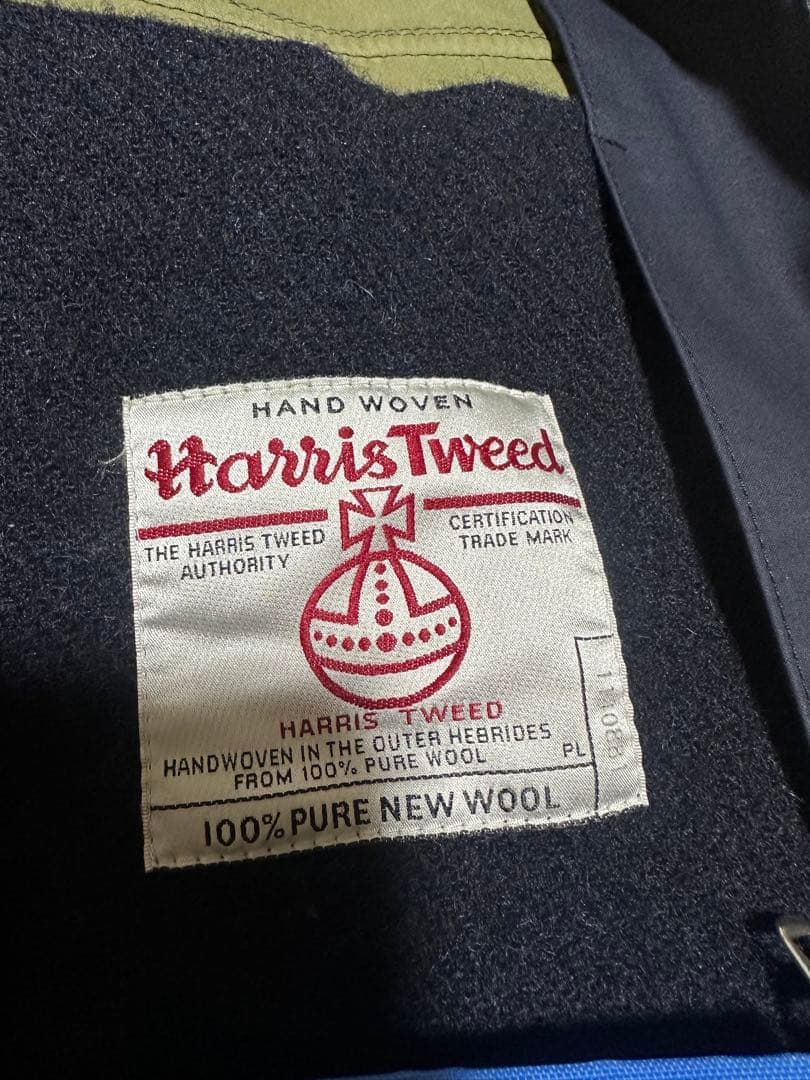 HAND WOVEN
Harris Tweed
THE HARRIS TWEED
AUTHORITY
CERTIFICATION
TRADE MARK
HARRIS TWEED
HANDWOVEN IN THE OUTER HEBRIDES
FROM 100% PURE WOOL
PL
100% PURE NEW WOOL